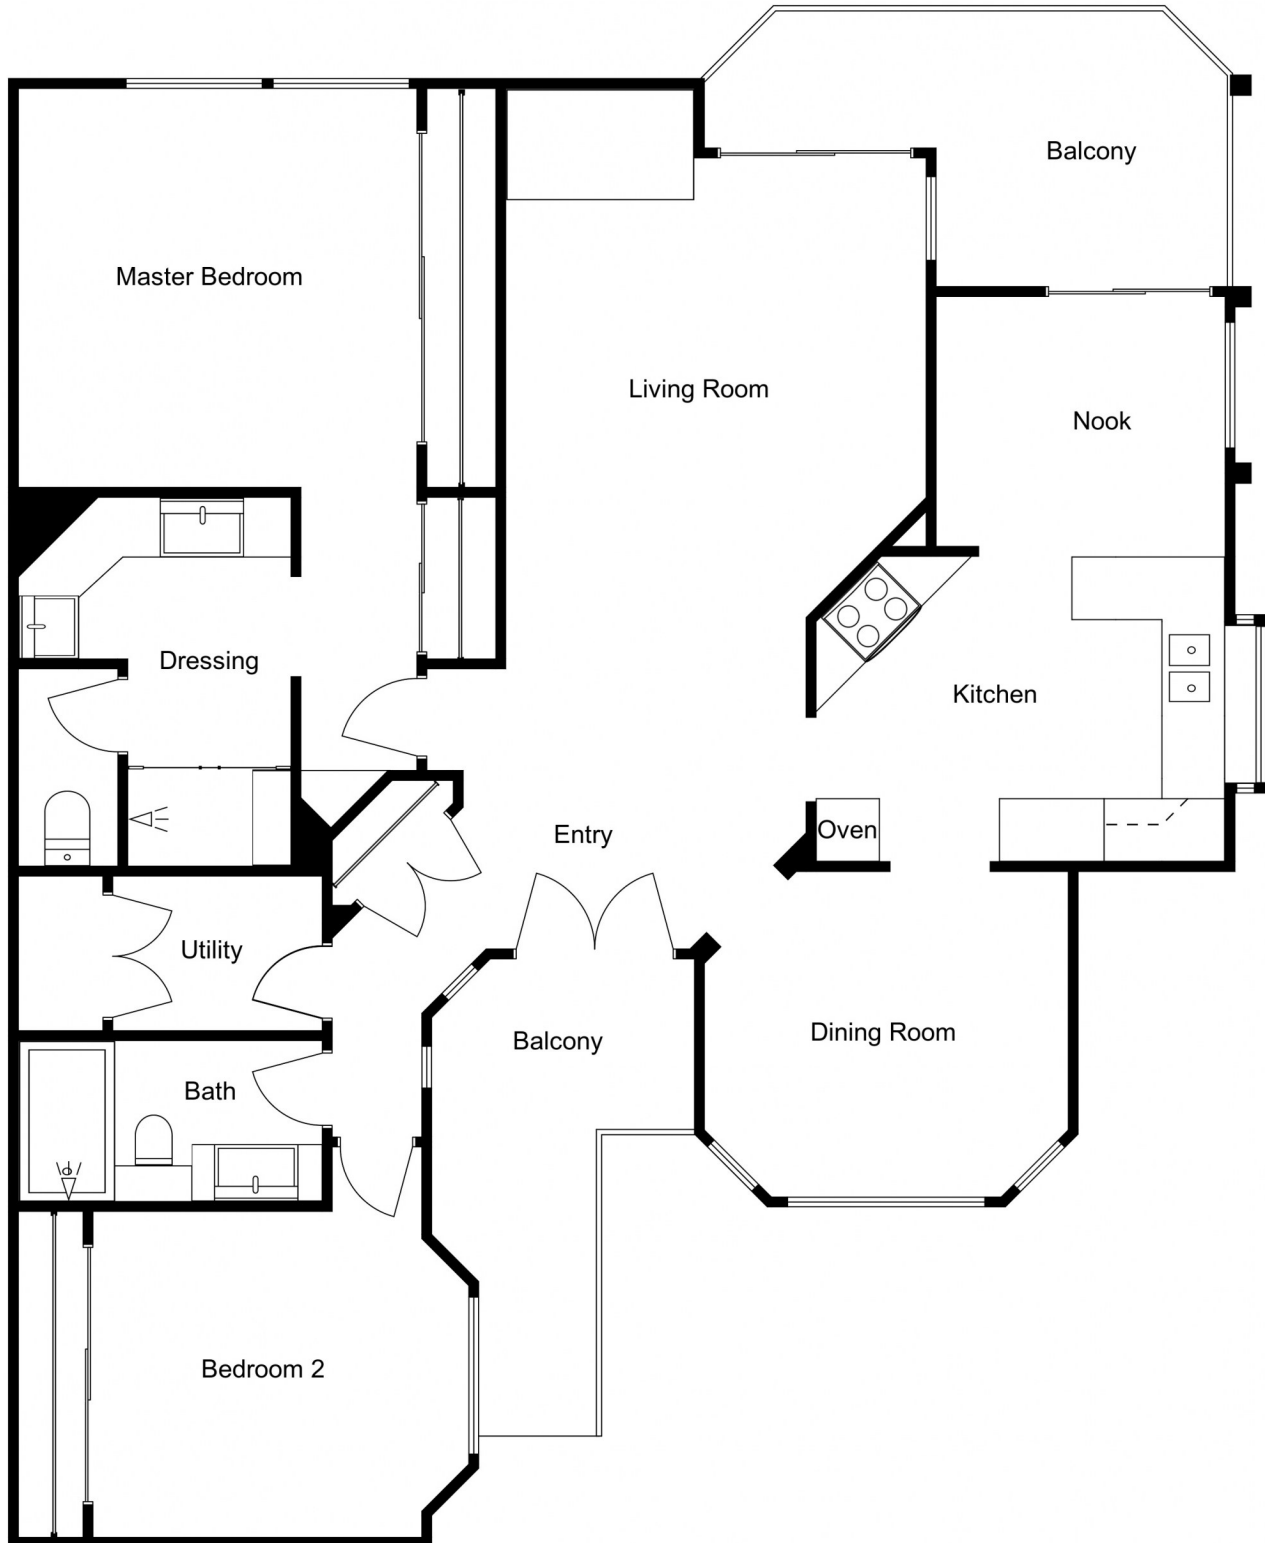 Balcony
Master Bedroom
Living Room
Nook
Dressing
Kitchen
Entry
Oven
Utility
Dining Room
Balcony
Bath
Bedroom 2